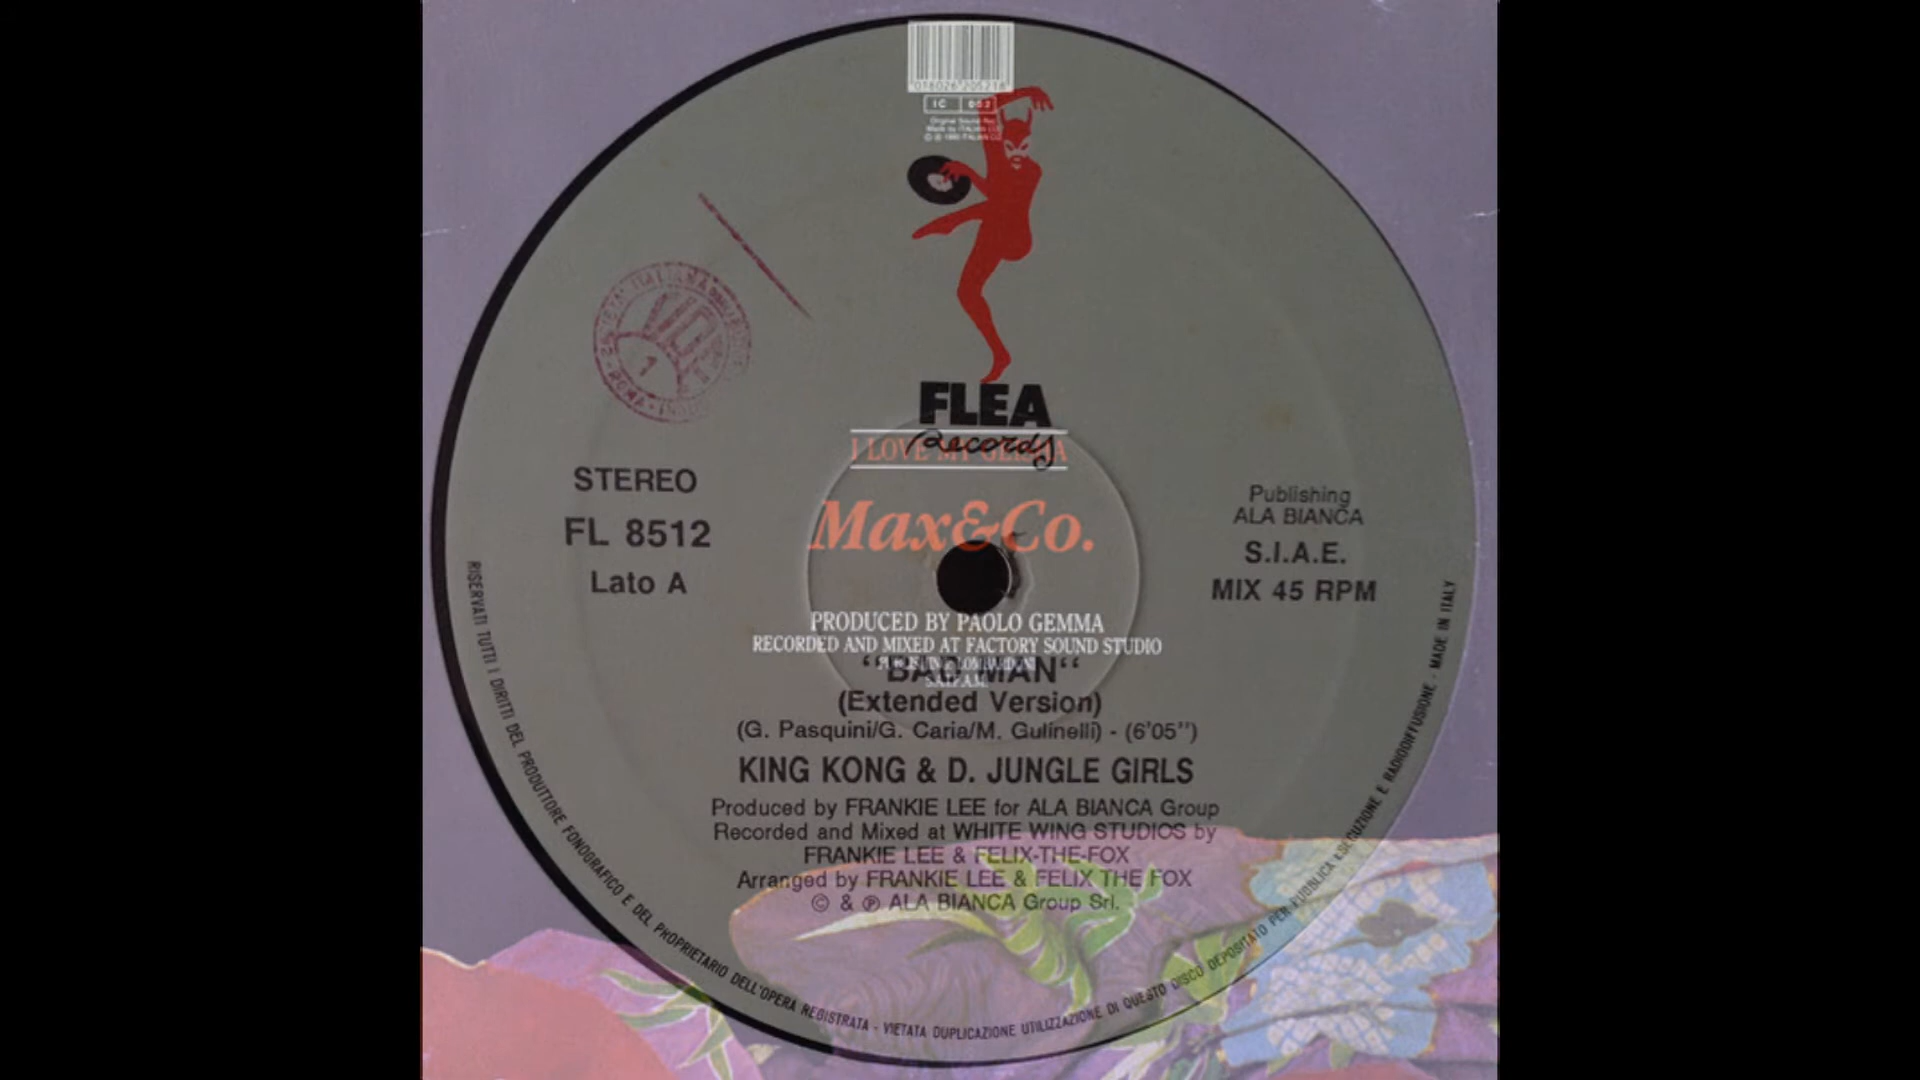 IC 052
FLEA
Records
I LOVE MY GEMMA
STEREO
FL 8512
Lato A
Max&Co.
Publishing
ALA BIANCA
S.I.A.E.
MIX 45 RPM
PRODUCED BY PAOLO GEMMA
RECORDED AND MIXED AT FACTORY SOUND STUDIO
“BAD MAN“
(Extended Version)
(G. Pasquini/G. Caria/M. Gulinelli) - (6'05")
KING KONG & D. JUNGLE GIRLS
Produced by FRANKIE LEE for ALA BIANCA Group
Recorded and Mixed at WHITE WING STUDIOS by
FRANKIE LEE & FELIX-THE-FOX
Arranged by FRANKIE LEE & FELIX THE FOX
© & ℗ ALA BIANCA Group Srl.
RISERVATI TUTTI I DIRITTI DEL PRODUTTORE FONOGRAFICO E DEL PROPRIETARIO DELL'OPERA REGISTRATA - VIETATA DUPLICAZIONE UTILIZZAZIONE DI QUESTO DISCO DEPOSITATO PER PUBBLICA ESECUZIONE E RADIODIFFUSIONE - MADE IN ITALY